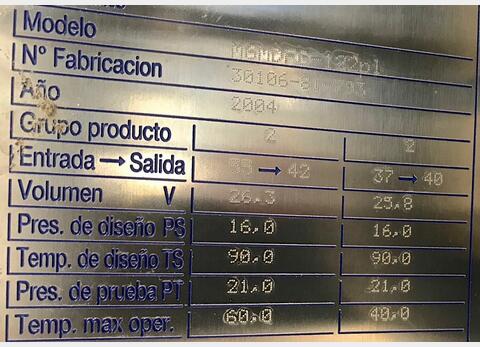 Modelo
Nº Fabricacion 30106-
Año 2004
Grupo producto 2 2
Entrada → Salida → 42 37 → 40
Volumen V 26,3 25,8
Pres. de diseño PS 16,0 16,0
Temp. de diseño TS 90,0 90,0
Pres. de prueba PT 21,0 21,0
Temp. max oper. 60,0 40,0